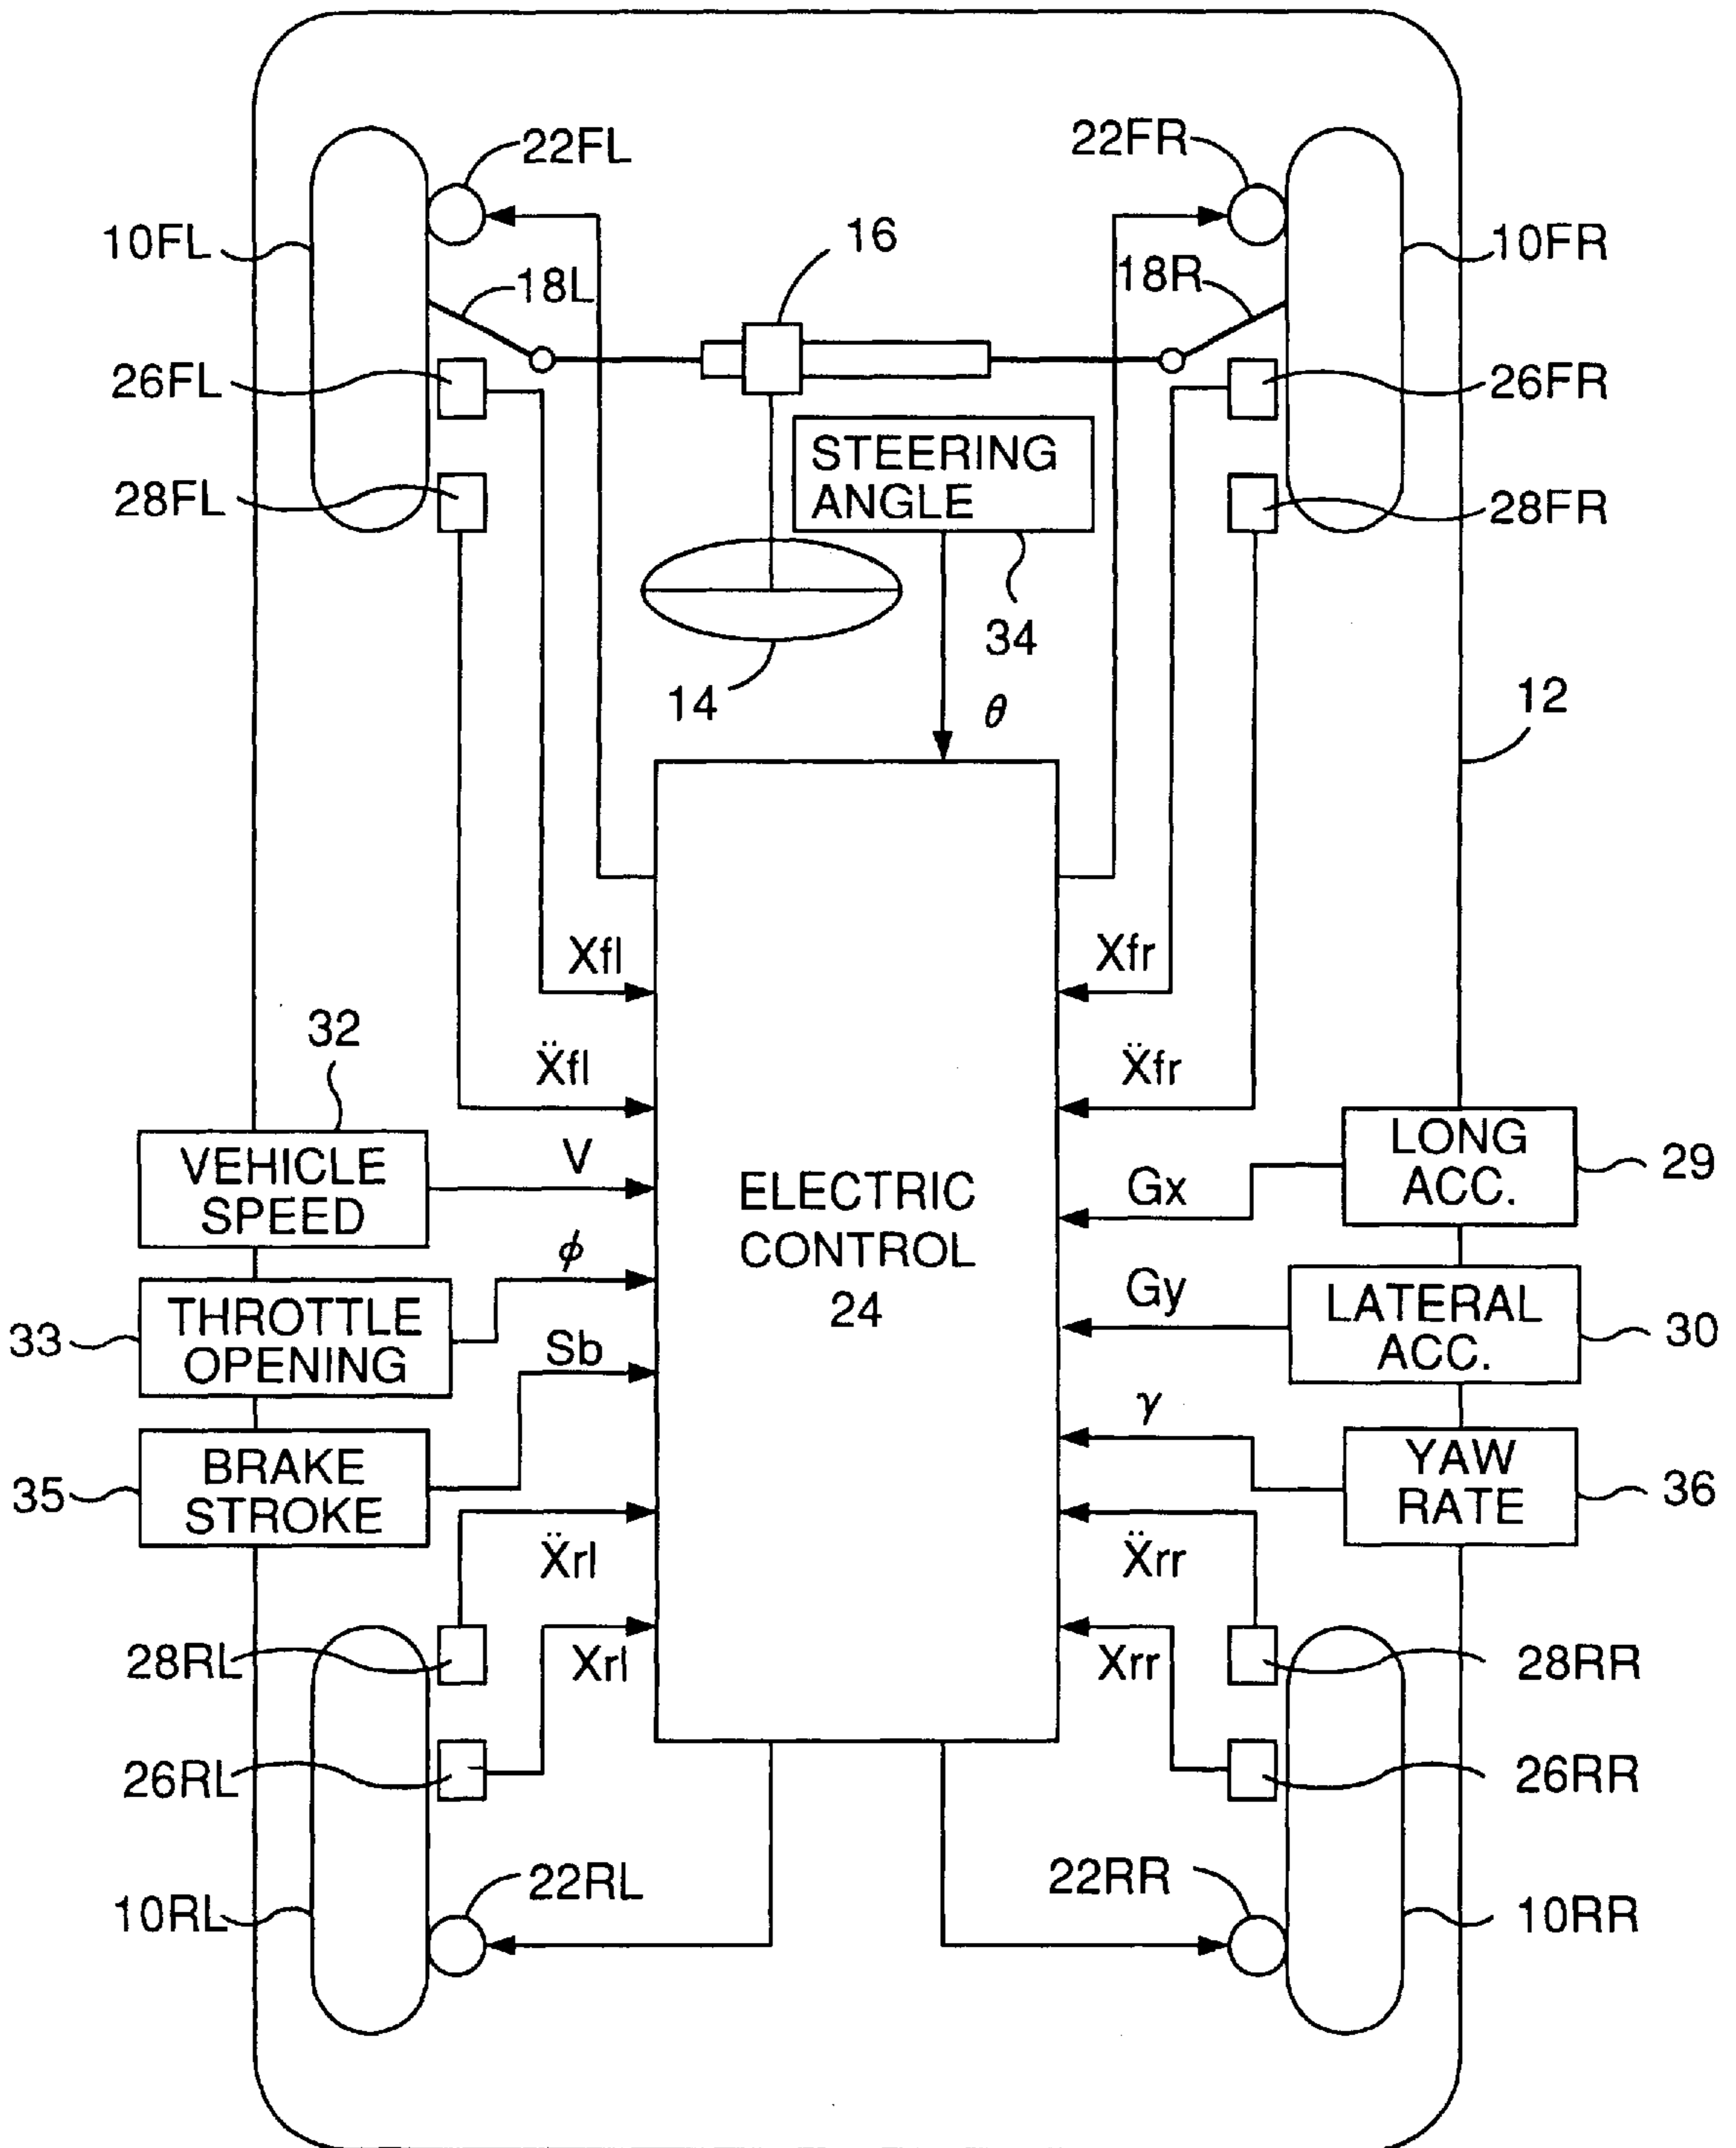 22FL
22FR
10FL
16
10FR
18L
18R
26FL
26FR
STEERING
ANGLE
28FL
28FR
34
14
θ
12
Xfl
Xfr
32
Ẍfl
Ẍfr
VEHICLE
SPEED
V
LONG
ACC.
29
Gx
ELECTRIC
CONTROL
24
ϕ
THROTTLE
OPENING
33
Gy
LATERAL
ACC.
30
Sb
γ
BRAKE
STROKE
35
YAW
RATE
36
Ẍrl
Ẍrr
28RL
Xrl
Xrr
28RR
26RL
26RR
22RL
22RR
10RL
10RR